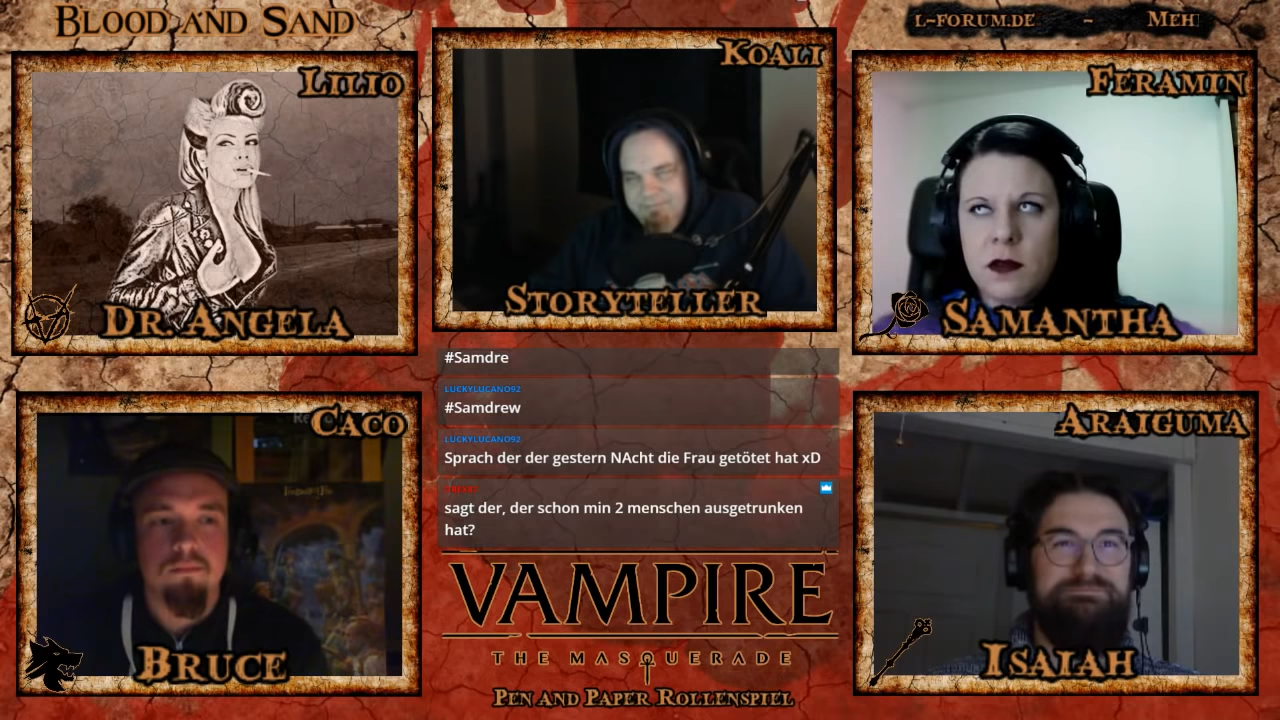 Blood and Sand
l-forum.de - Meh
Lilio
Dr. Angela
Koali
Storyteller
Feramin
Samantha
#Samdre
LUCKYLUCANO92
#Samdrew
LUCKYLUCANO92
Sprach der der gestern NAcht die Frau getötet hat xD
sagt der, der schon min 2 menschen ausgetrunken
hat?
Caco
Bruce
Araiguma
Isaiah
VAMPIRE
THE MASQUERADE
Pen and Paper Rollenspiel